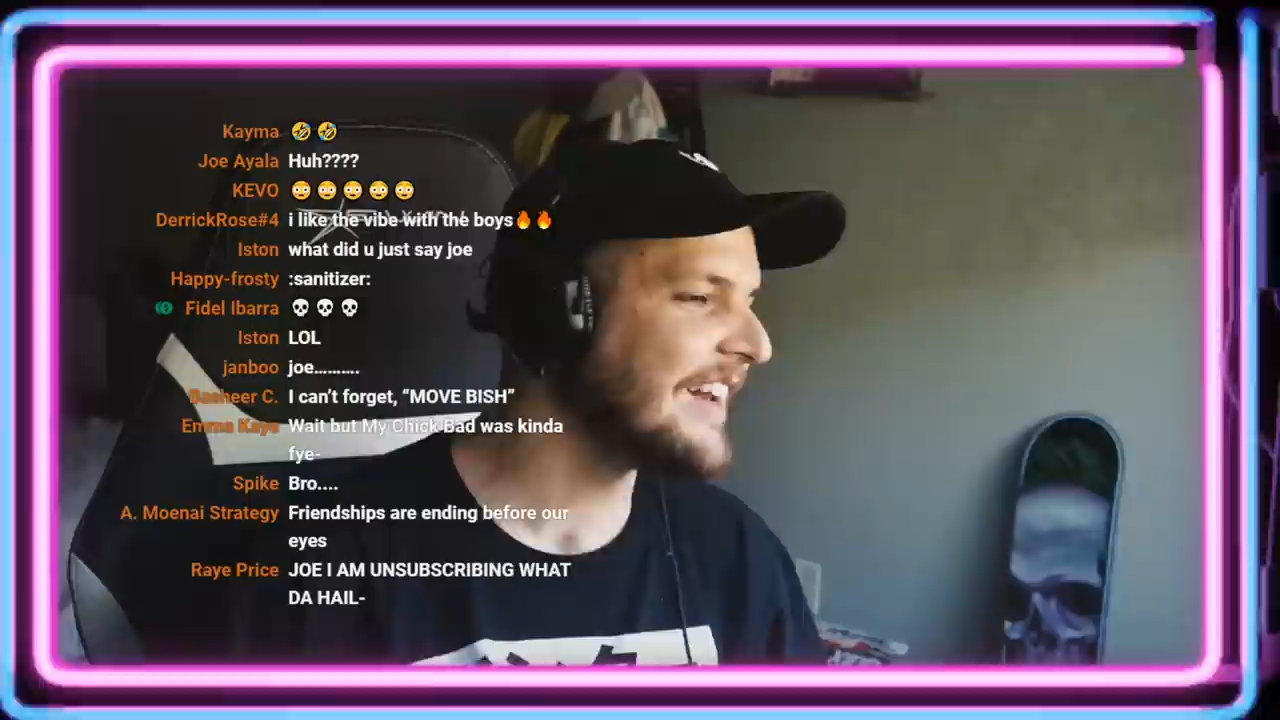 Kayma 🤣 🤣
Joe Ayala Huh????
KEVO 😳 😳 😳 😳 😳
DerrickRose#4 i like the vibe with the boys🔥🔥
Iston what did u just say joe
Happy-frosty :sanitizer:
Fidel Ibarra 💀 💀 💀
Iston LOL
janboo joe..........
Basheer C. I can’t forget, “MOVE BISH”
Emma Kaye Wait but My Chick Bad was kinda
fye-
Spike Bro....
A. Moenai Strategy Friendships are ending before our
eyes
Raye Price JOE I AM UNSUBSCRIBING WHAT
DA HAIL-